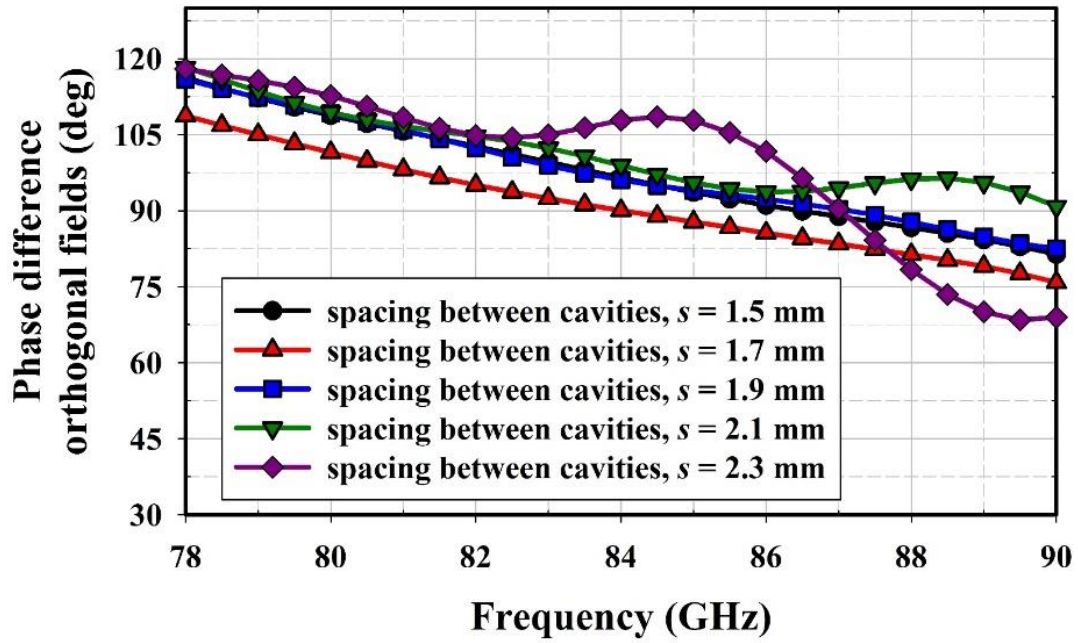 Phase difference
orthogonal fields (deg)
120
105
90
75
60
45
30
spacing between cavities, s = 1.5 mm
spacing between cavities, s = 1.7 mm
spacing between cavities, s = 1.9 mm
spacing between cavities, s = 2.1 mm
spacing between cavities, s = 2.3 mm
78 80 82 84 86 88 90
Frequency (GHz)